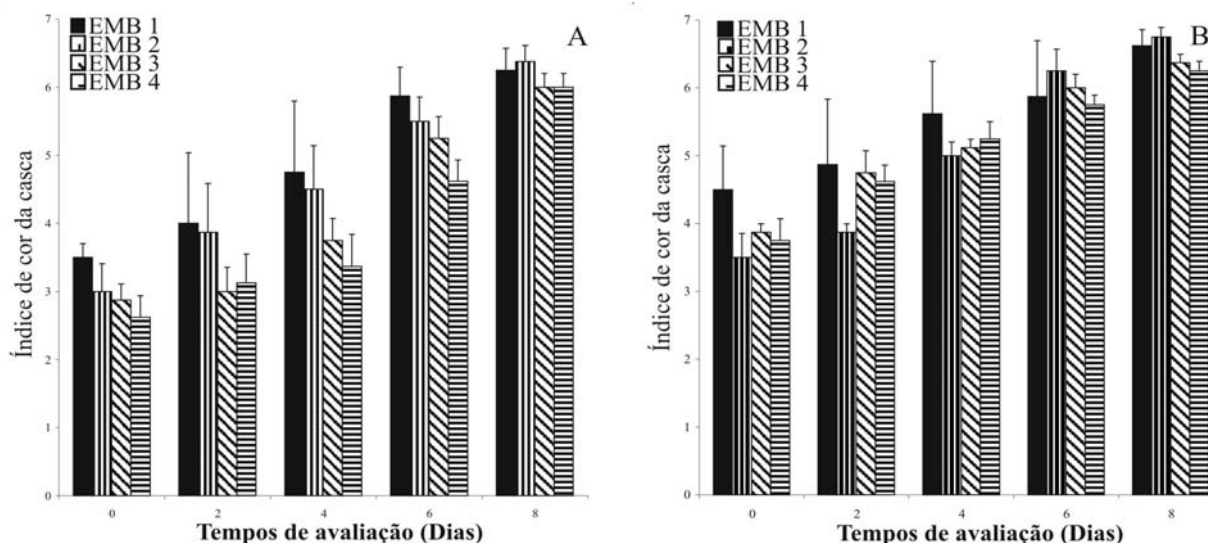 A
EMB 1
EMB 2
EMB 3
EMB 4
Índice de cor da casca
7
6
5
4
3
2
1
0
0 2 4 6 8
Tempos de avaliação (Dias)
B
EMB 1
EMB 2
EMB 3
EMB 4
Índice de cor da casca
7
6
5
4
3
2
1
0
0 2 4 6 8
Tempos de avaliação (Dias)